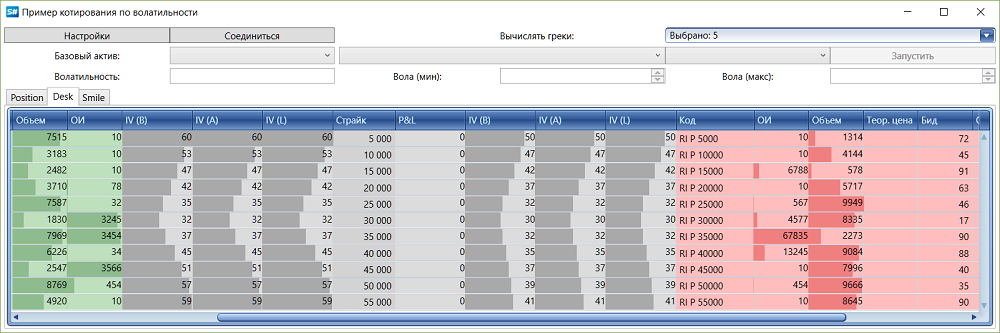 S# Пример котирования по волатильности
Настройки Соединиться Вычислять греки: Выбрано: 5
Базовый актив: Запустить
Волатильность: Вола (мин): Вола (макс):
Position Desk Smile
Объем ОИ IV (B) IV (A) IV (L) Страйк P&L IV (B) IV (A) IV (L) Код ОИ Объем Теор. цена Бид
7515 10 60 60 60 5 000 0 50 50 50 RI P 5000 10 1314 72
3183 10 53 53 53 10 000 0 47 47 47 RI P 10000 10 4144 45
2482 10 47 47 47 15 000 0 42 42 42 RI P 15000 6788 578 91
3710 78 42 42 42 20 000 0 37 37 37 RI P 20000 10 5717 63
7587 32 35 35 35 25 000 0 32 32 32 RI P 25000 567 9949 46
1830 3245 32 32 32 30 000 0 30 30 30 RI P 30000 4577 8335 17
7969 3454 37 37 37 35 000 0 32 32 32 RI P 35000 67835 2273 90
6226 34 45 45 45 40 000 0 35 35 35 RI P 40000 13245 9084 88
2547 3566 51 51 51 45 000 0 37 37 37 RI P 45000 10 7996 40
8769 454 57 57 57 50 000 0 39 39 39 RI P 50000 454 9666 35
4920 10 59 59 59 55 000 0 41 41 41 RI P 55000 10 8645 90